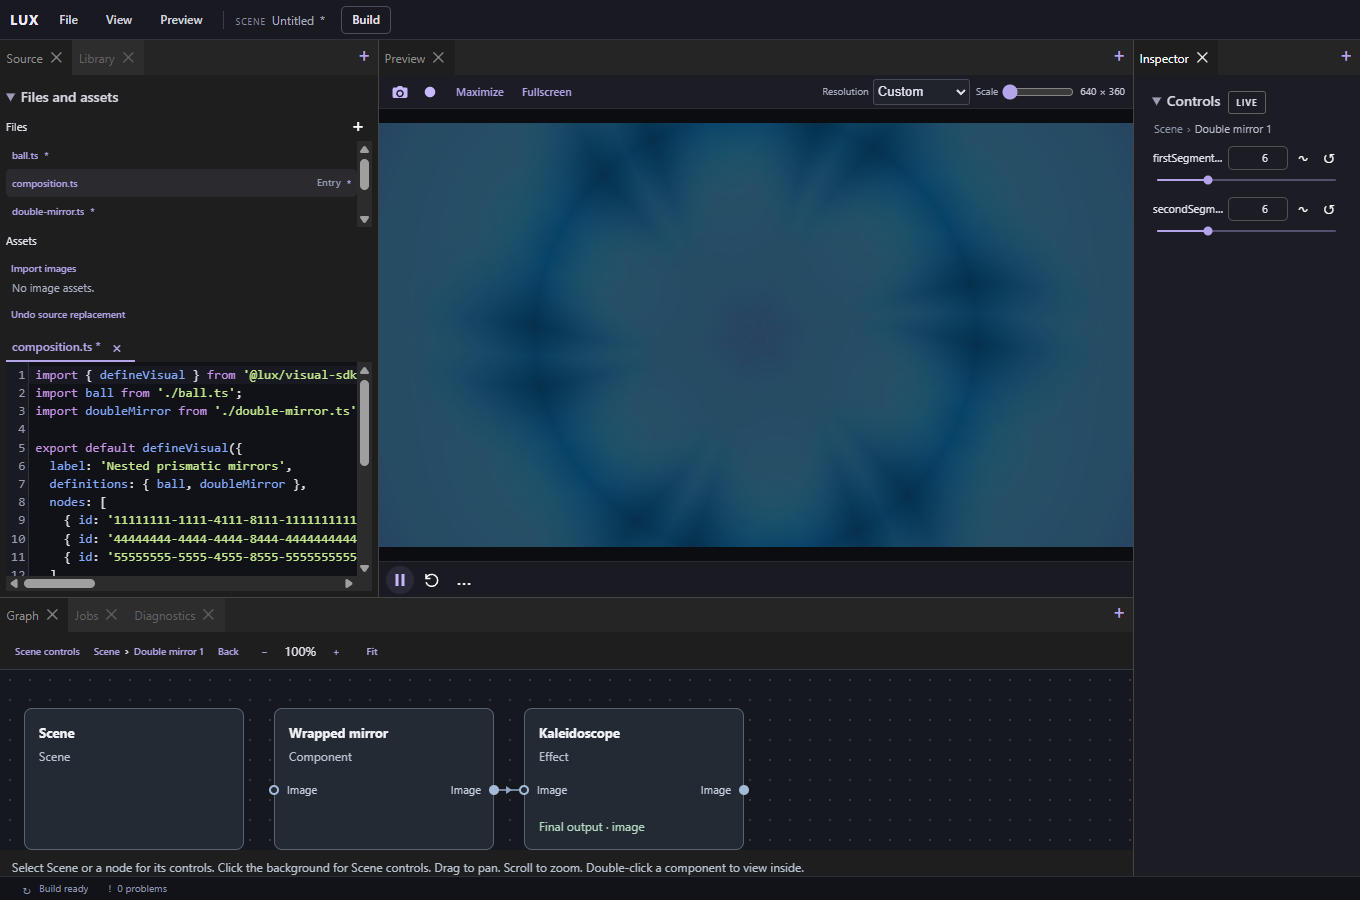 LUX File View Preview SCENE Untitled * Build
Source Library
Files and assets
Files
ball.ts *
composition.ts Entry *
double-mirror.ts *
Assets
Import images
No image assets.
Undo source replacement
composition.ts *
1 import { defineVisual } from '@lux/visual-sdk
2 import ball from './ball.ts';
3 import doubleMirror from './double-mirror.ts'
4
5 export default defineVisual({
6 label: 'Nested prismatic mirrors',
7 definitions: { ball, doubleMirror },
8 nodes: [
9 { id: '11111111-1111-4111-8111-1111111111
10 { id: '44444444-4444-4444-8444-4444444444
11 { id: '55555555-5555-4555-8555-5555555555
12 ]
Preview
Maximize Fullscreen Resolution Custom Scale 640 × 360
...
Inspector
Controls LIVE
Scene › Double mirror 1
firstSegment... 6
secondSegm... 6
Graph Jobs Diagnostics
Scene controls Scene › Double mirror 1 Back − 100% + Fit
Scene
Scene
Wrapped mirror
Component
Image Image
Kaleidoscope
Effect
Image Image
Final output · image
Select Scene or a node for its controls. Click the background for Scene controls. Drag to pan. Scroll to zoom. Double-click a component to view inside.
Build ready ! 0 problems